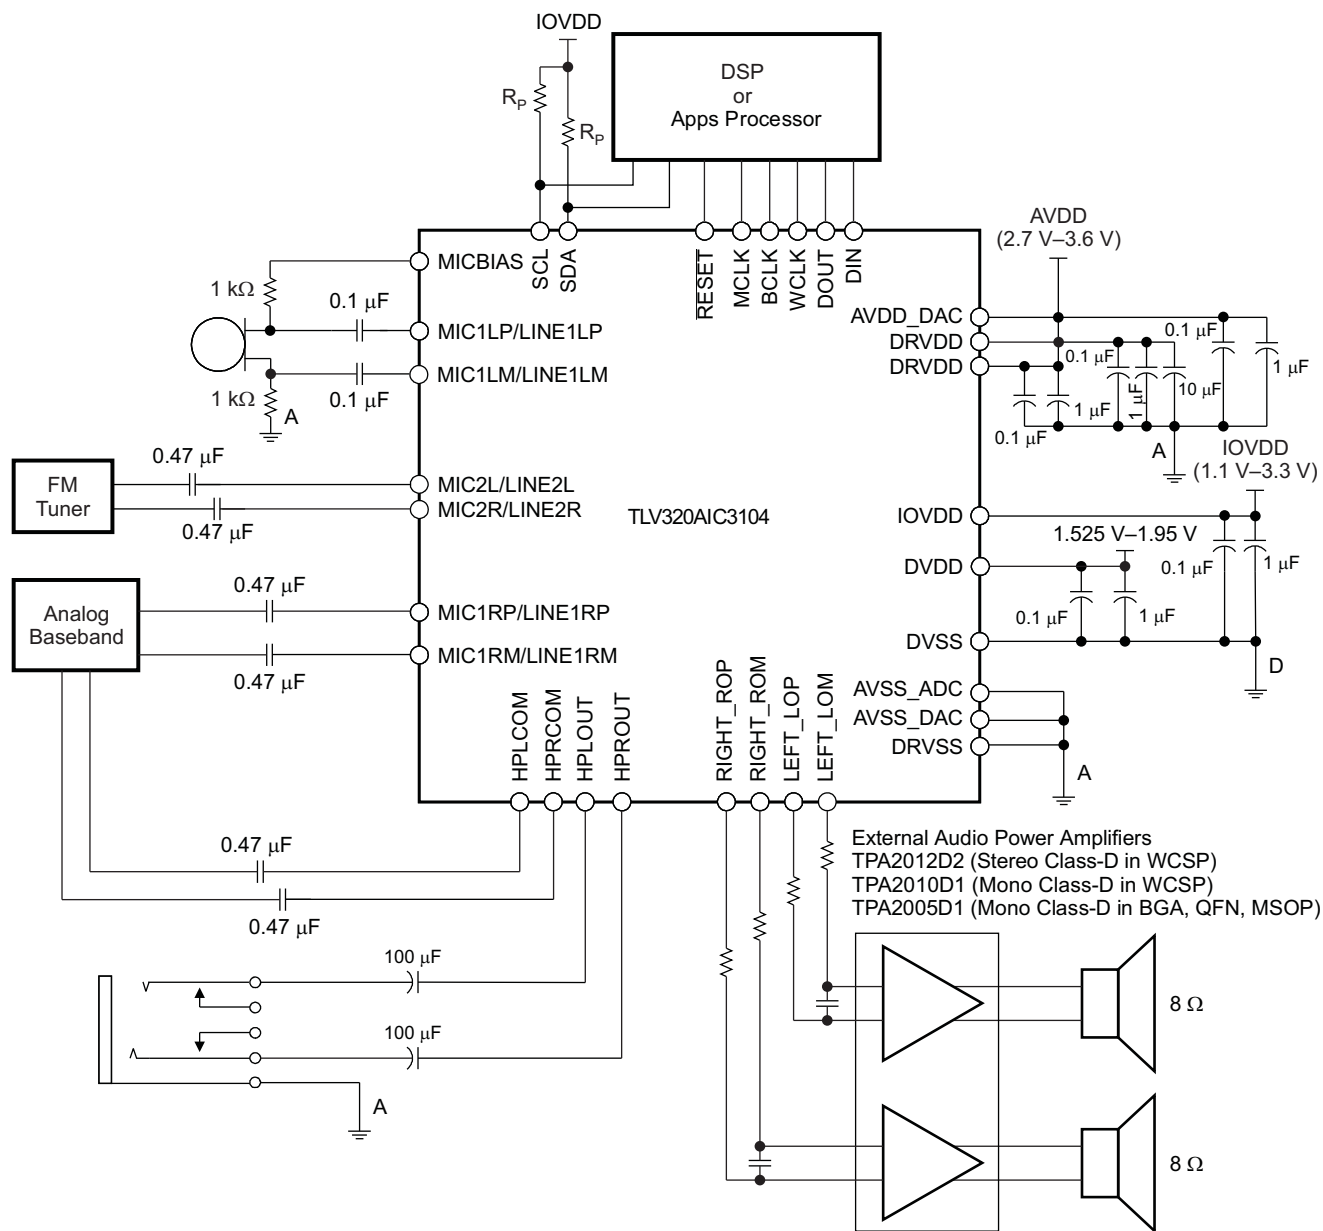 IOVDD
DSP
or
Apps Processor
R_P
R_P
AVDD
(2.7 V–3.6 V)
SCL
SDA
RESET
MCLK
BCLK
WCLK
DOUT
DIN
MICBIAS
1 kΩ
0.1 μF
MIC1LP/LINE1LP
MIC1LM/LINE1LM
1 kΩ
A
0.1 μF
AVDD_DAC
DRVDD
DRVDD
0.1 μF
0.1 μF
1 μF
1 μF
1 μF
10 μF
0.1 μF
A
IOVDD
(1.1 V–3.3 V)
0.47 μF
FM
Tuner
MIC2L/LINE2L
MIC2R/LINE2R
0.47 μF
TLV320AIC3104
IOVDD
1.525 V–1.95 V
DVDD
0.1 μF
1 μF
0.1 μF
1 μF
DVSS
D
0.47 μF
Analog
Baseband
MIC1RP/LINE1RP
MIC1RM/LINE1RM
0.47 μF
AVSS_ADC
AVSS_DAC
DRVSS
A
HPLCOM
HPRCOM
HPLOUT
HPROUT
RIGHT_ROP
RIGHT_ROM
LEFT_LOP
LEFT_LOM
0.47 μF
0.47 μF
External Audio Power Amplifiers
TPA2012D2 (Stereo Class-D in WCSP)
TPA2010D1 (Mono Class-D in WCSP)
TPA2005D1 (Mono Class-D in BGA, QFN, MSOP)
100 μF
100 μF
A
8 Ω
8 Ω